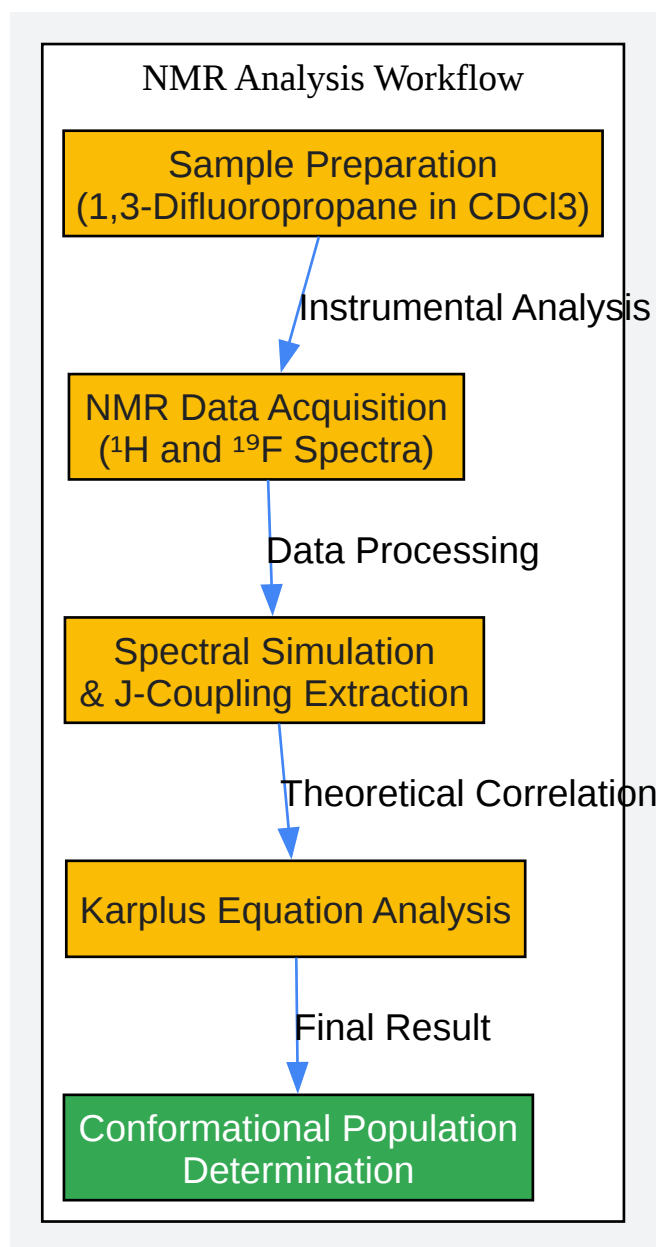 NMR Analysis Workflow
Sample Preparation
(1,3-Difluoropropane in CDCl3)
Instrumental Analysis
NMR Data Acquisition
(¹H and ¹⁹F Spectra)
Data Processing
Spectral Simulation
& J-Coupling Extraction
Theoretical Correlation
Karplus Equation Analysis
Final Result
Conformational Population
Determination